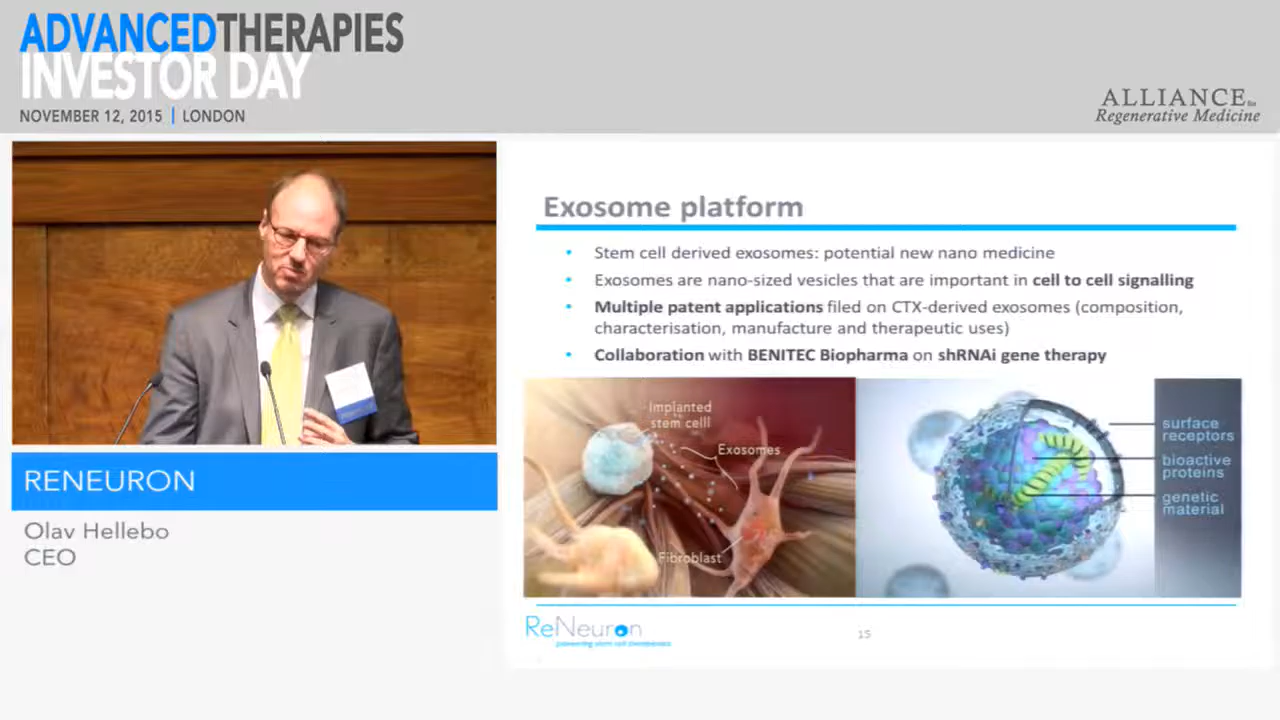 ADVANCEDTHERAPIES
INVESTOR DAY
NOVEMBER 12, 2015 | LONDON
ALLIANCE for
Regenerative Medicine
RENEURON
Olav Hellebo
CEO
Exosome platform
• Stem cell derived exosomes: potential new nano medicine
• Exosomes are nano-sized vesicles that are important in cell to cell signalling
• Multiple patent applications filed on CTX-derived exosomes (composition,
characterisation, manufacture and therapeutic uses)
• Collaboration with BENITEC Biopharma on shRNAi gene therapy
Implanted
stem celll
Exosomes
Fibroblast
surface
receptors
bioactive
proteins
genetic
material
ReNeuron
15